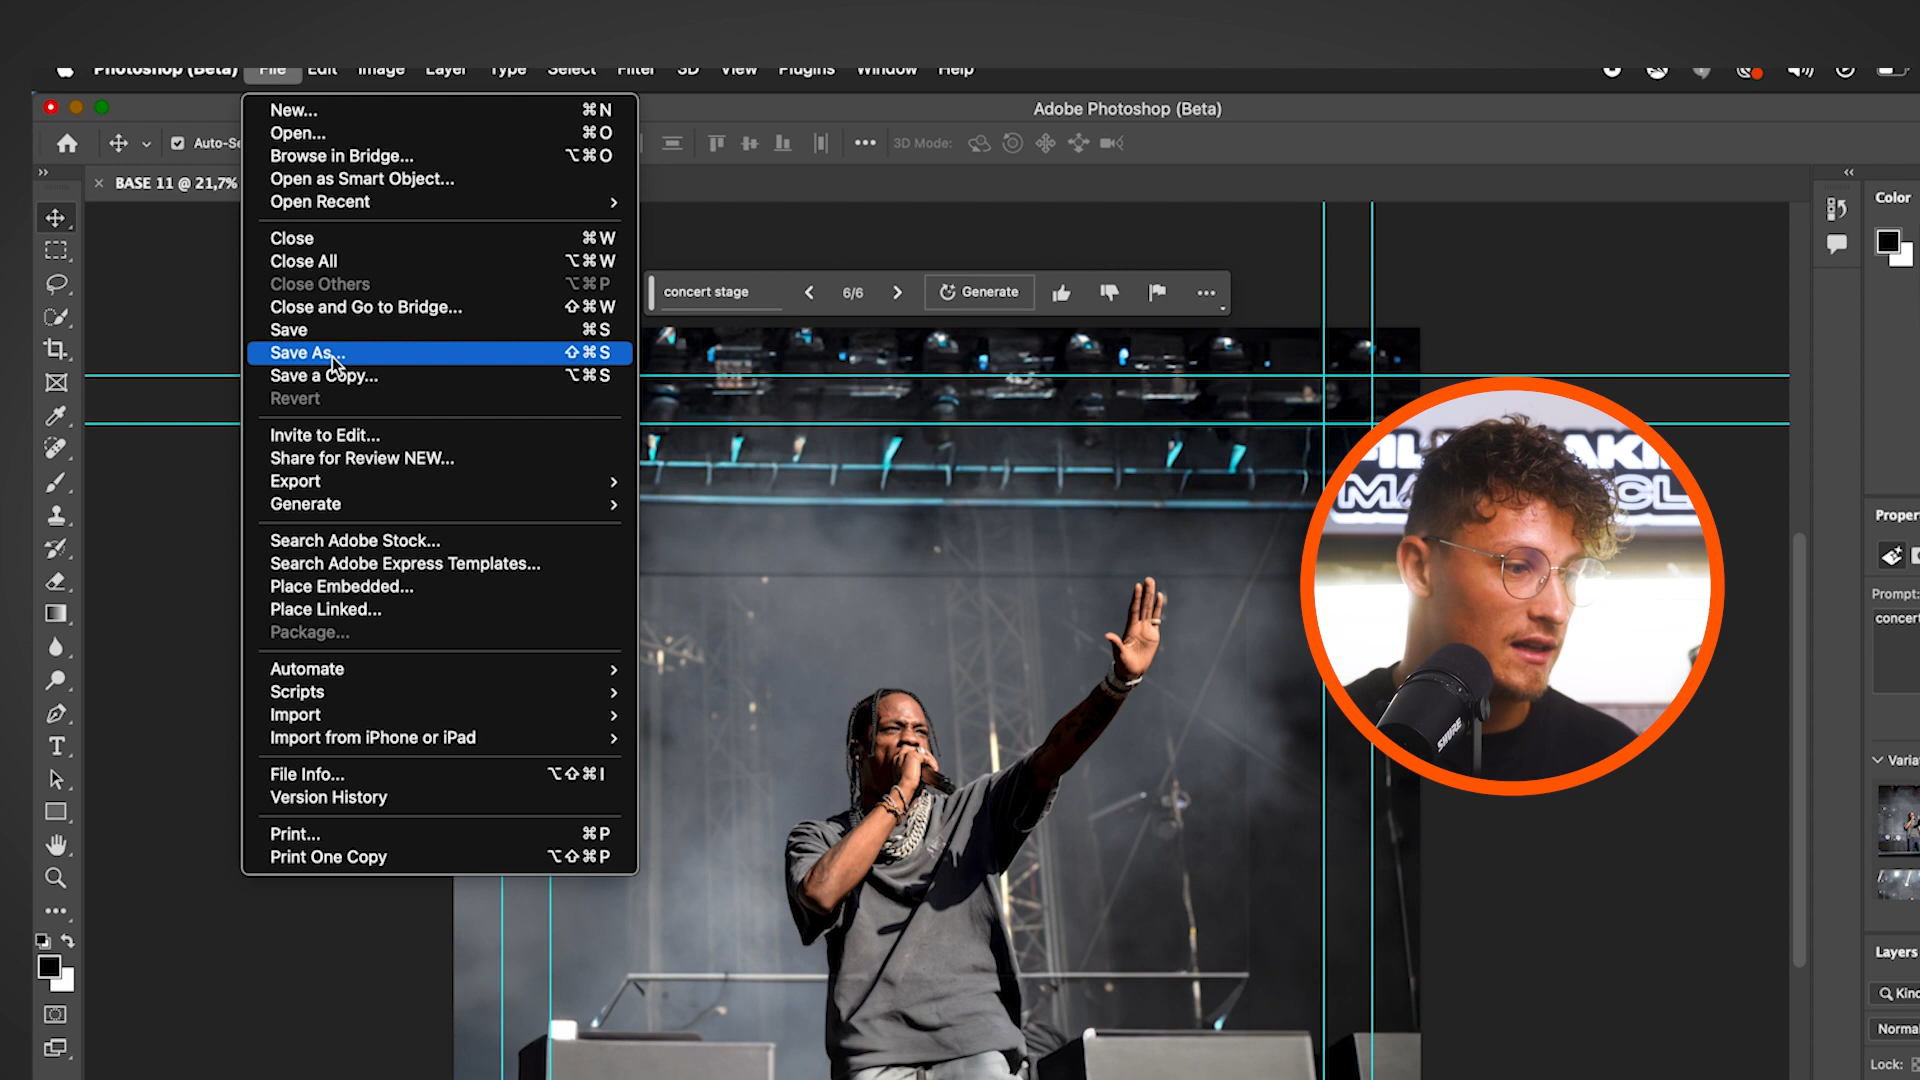 Photoshop (Beta) File Edit Image Layer Type Select Filter 3D View Plugins Window Help
Adobe Photoshop (Beta)
Auto-Se
3D Mode:
BASE 11 @ 21,7%
New... ⌘N
Open... ⌘O
Browse in Bridge... ⌥⌘O
Open as Smart Object...
Open Recent
Close ⌘W
Close All ⌥⌘W
Close Others ⌥⌘P
Close and Go to Bridge... ⇧⌘W
Save ⌘S
Save As... ⇧⌘S
Save a Copy... ⌥⌘S
Revert
Invite to Edit...
Share for Review NEW...
Export
Generate
Search Adobe Stock...
Search Adobe Express Templates...
Place Embedded...
Place Linked...
Package...
Automate
Scripts
Import
Import from iPhone or iPad
File Info... ⌥⇧⌘I
Version History
Print... ⌘P
Print One Copy ⌥⇧⌘P
concert stage 6/6 Generate
SHURE
Color
Proper
Prompt:
concert
Varia
Layers
Kind
Normal
Lock: